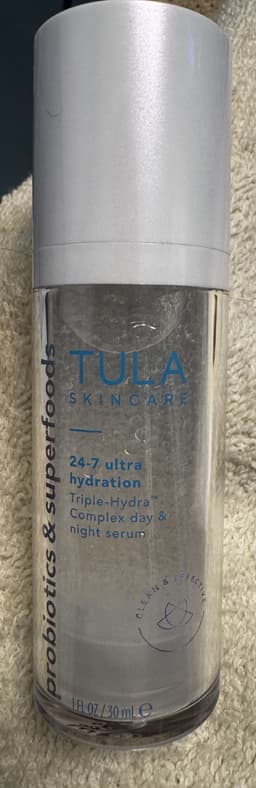 TULA
SKINCARE
24-7 ultra
hydration
Triple-Hydra™
Complex day &
night serum
probiotics & superfoods
CLEAN & EFFECTIVE
1 FL OZ / 30 mL ℮